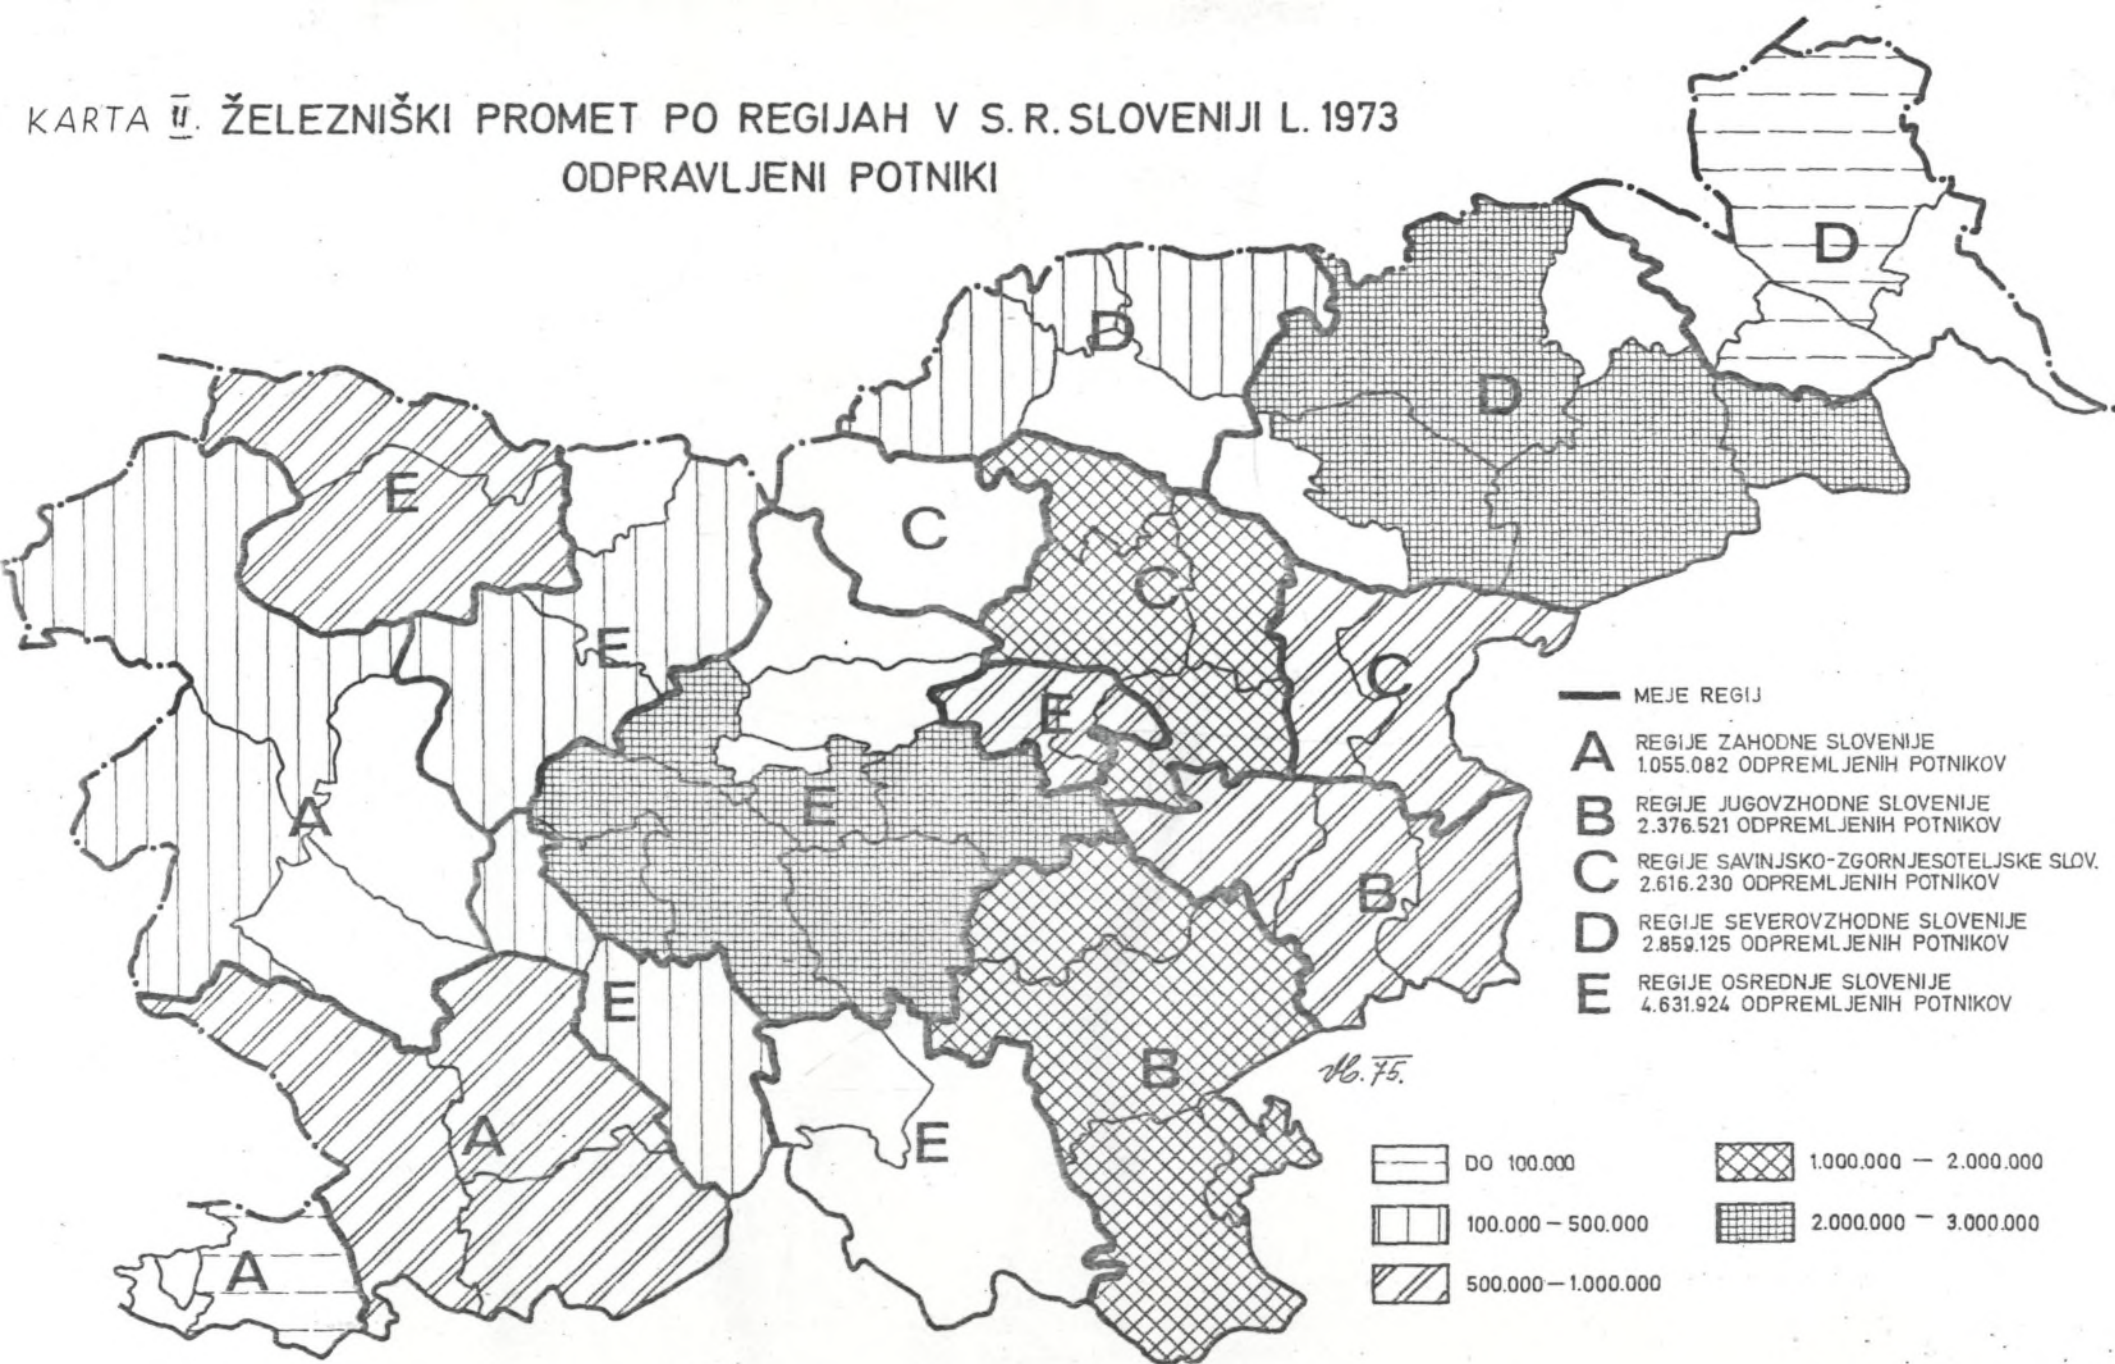 KARTA II. ŽELEZNIŠKI PROMET PO REGIJAH V S.R. SLOVENIJI L. 1973
ODPRAVLJENI POTNIKI
D
D
D
E
C
C
E
C
E
E
A
B
E
B
A
E
A
MEJE REGIJ
A REGIJE ZAHODNE SLOVENIJE
1.055.082 ODPREMLJENIH POTNIKOV
B REGIJE JUGOVZHODNE SLOVENIJE
2.376.521 ODPREMLJENIH POTNIKOV
C REGIJE SAVINJSKO-ZGORNJESOTELJSKE SLOV.
2.616.230 ODPREMLJENIH POTNIKOV
D REGIJE SEVEROVZHODNE SLOVENIJE
2.859.125 ODPREMLJENIH POTNIKOV
E REGIJE OSREDNJE SLOVENIJE
4.631.924 ODPREMLJENIH POTNIKOV
75.
DO 100.000
100.000 – 500.000
500.000 – 1.000.000
1.000.000 – 2.000.000
2.000.000 – 3.000.000